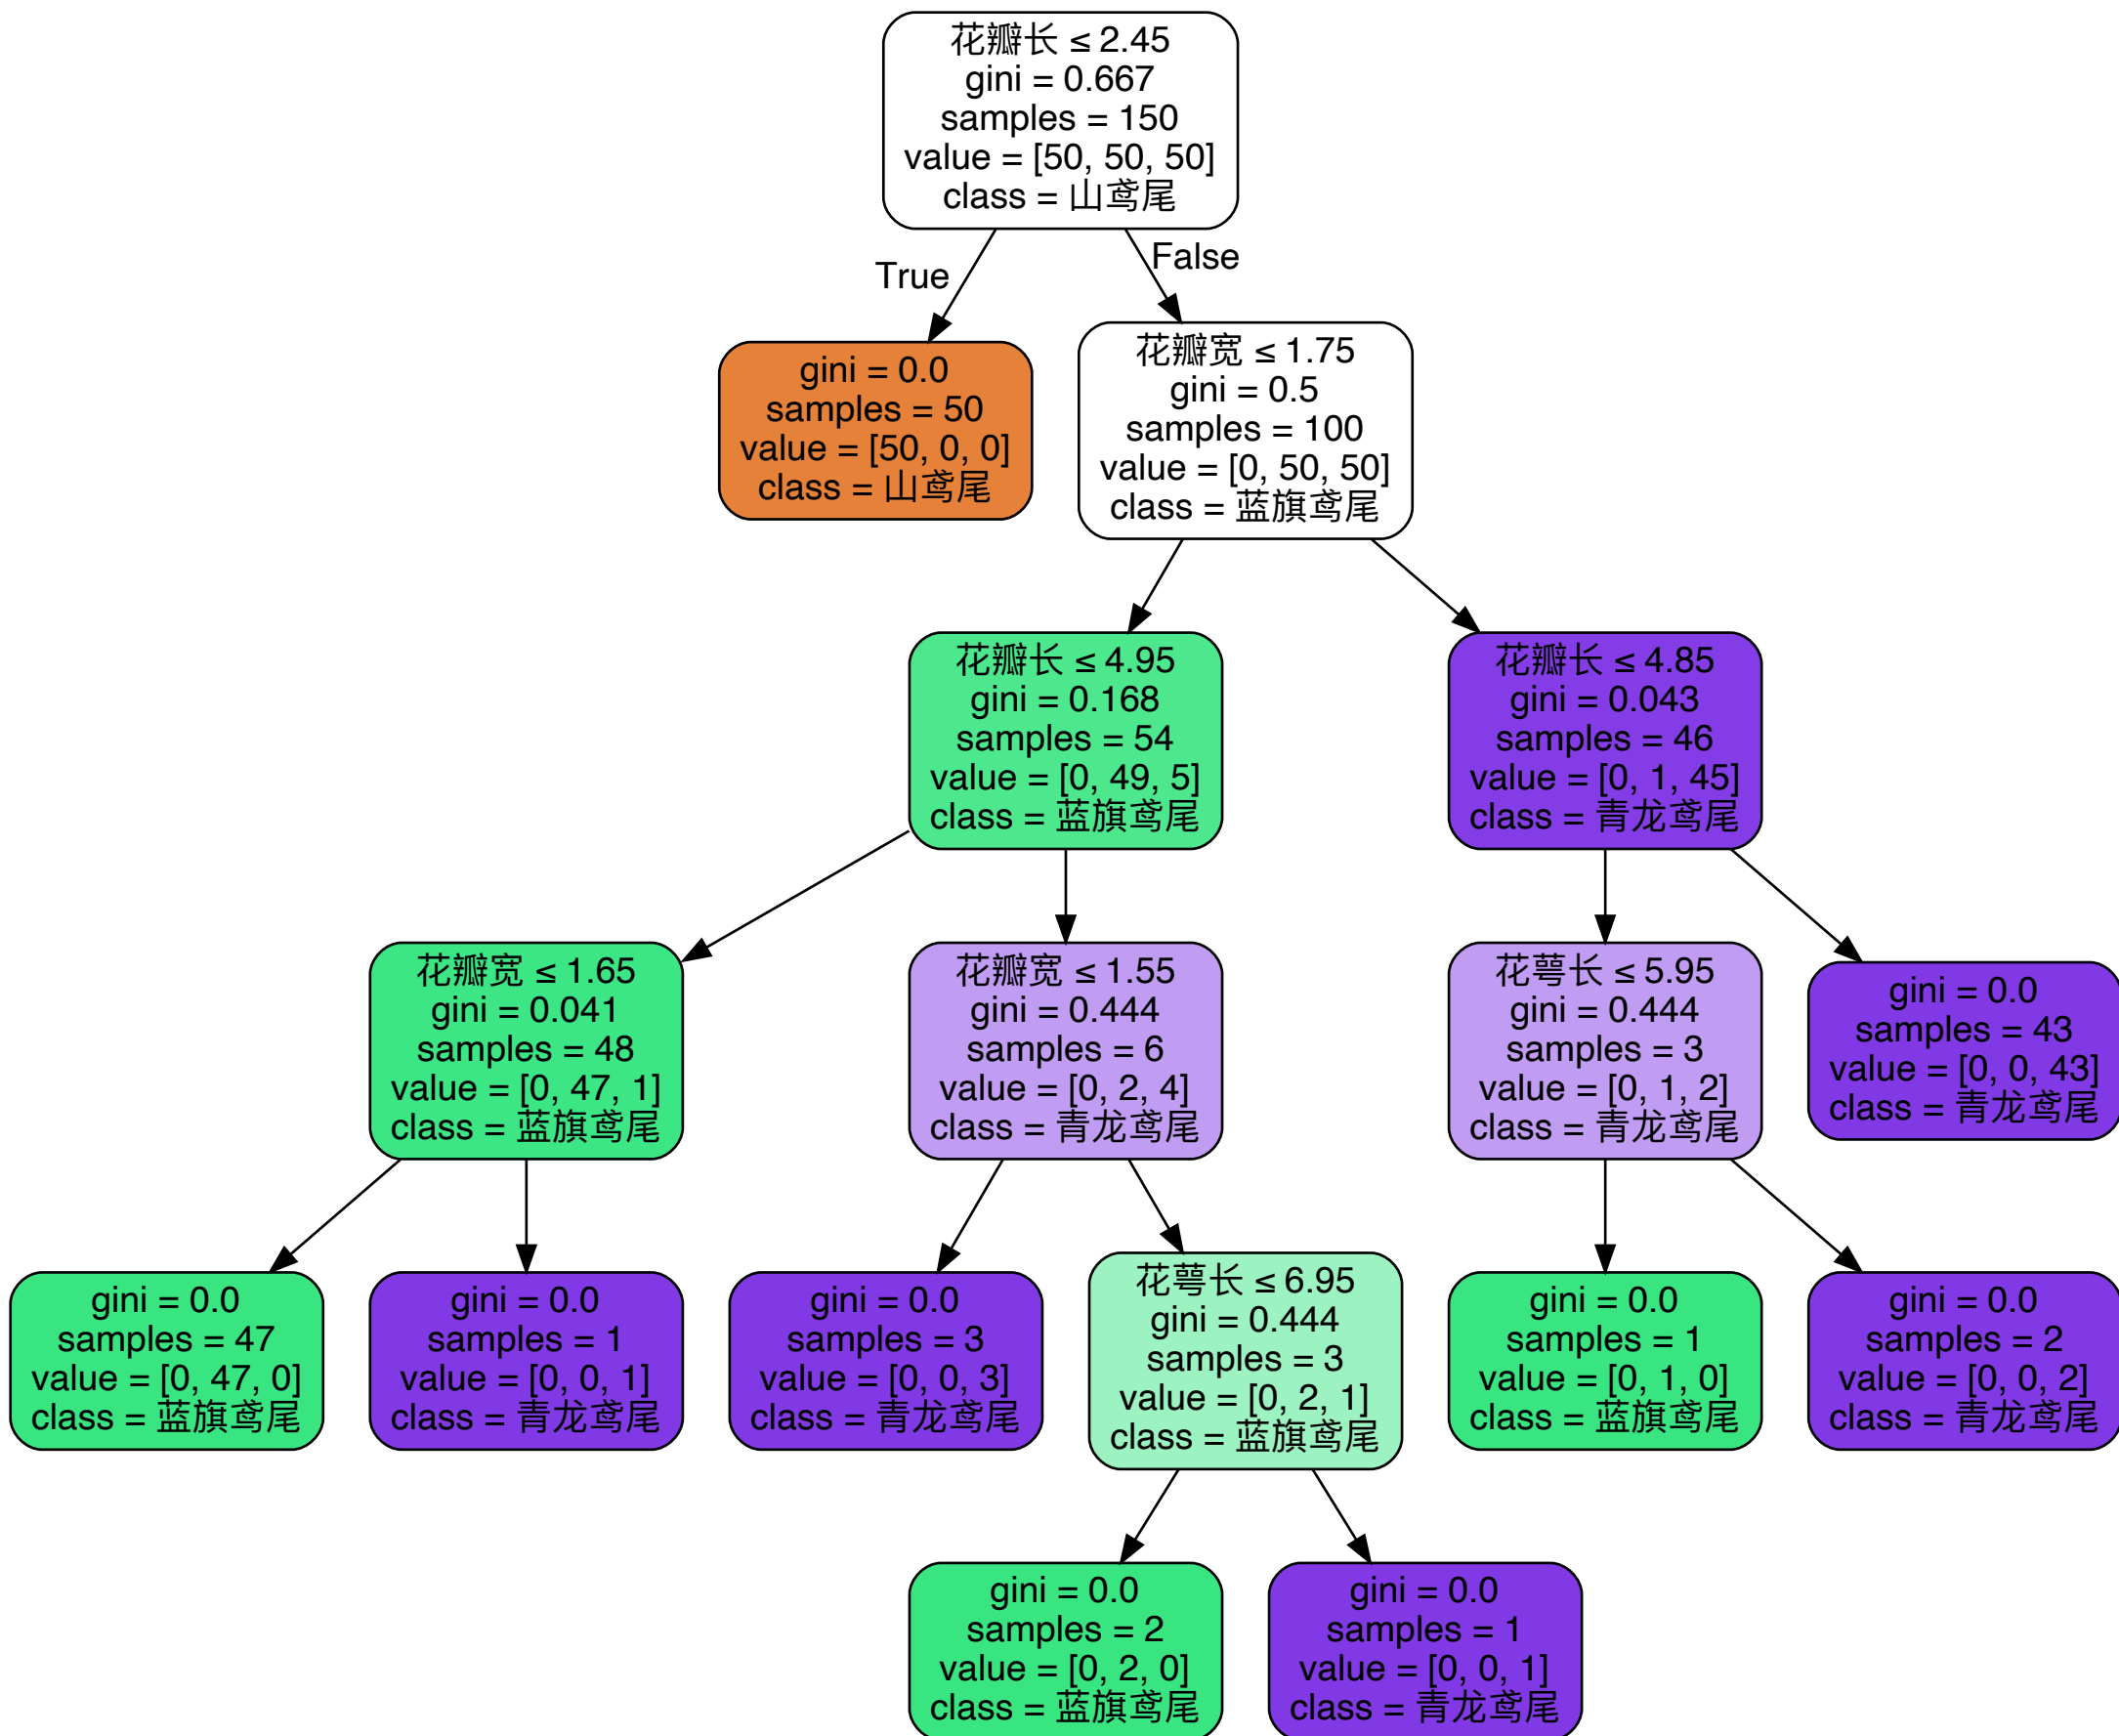 花瓣长 ≤ 2.45
gini = 0.667
samples = 150
value = [50, 50, 50]
class = 山鸢尾
True
False
gini = 0.0
samples = 50
value = [50, 0, 0]
class = 山鸢尾
花瓣宽 ≤ 1.75
gini = 0.5
samples = 100
value = [0, 50, 50]
class = 蓝旗鸢尾
花瓣长 ≤ 4.95
gini = 0.168
samples = 54
value = [0, 49, 5]
class = 蓝旗鸢尾
花瓣长 ≤ 4.85
gini = 0.043
samples = 46
value = [0, 1, 45]
class = 青龙鸢尾
花瓣宽 ≤ 1.65
gini = 0.041
samples = 48
value = [0, 47, 1]
class = 蓝旗鸢尾
花瓣宽 ≤ 1.55
gini = 0.444
samples = 6
value = [0, 2, 4]
class = 青龙鸢尾
花萼长 ≤ 5.95
gini = 0.444
samples = 3
value = [0, 1, 2]
class = 青龙鸢尾
gini = 0.0
samples = 43
value = [0, 0, 43]
class = 青龙鸢尾
gini = 0.0
samples = 47
value = [0, 47, 0]
class = 蓝旗鸢尾
gini = 0.0
samples = 1
value = [0, 0, 1]
class = 青龙鸢尾
gini = 0.0
samples = 3
value = [0, 0, 3]
class = 青龙鸢尾
花萼长 ≤ 6.95
gini = 0.444
samples = 3
value = [0, 2, 1]
class = 蓝旗鸢尾
gini = 0.0
samples = 1
value = [0, 1, 0]
class = 蓝旗鸢尾
gini = 0.0
samples = 2
value = [0, 0, 2]
class = 青龙鸢尾
gini = 0.0
samples = 2
value = [0, 2, 0]
class = 蓝旗鸢尾
gini = 0.0
samples = 1
value = [0, 0, 1]
class = 青龙鸢尾